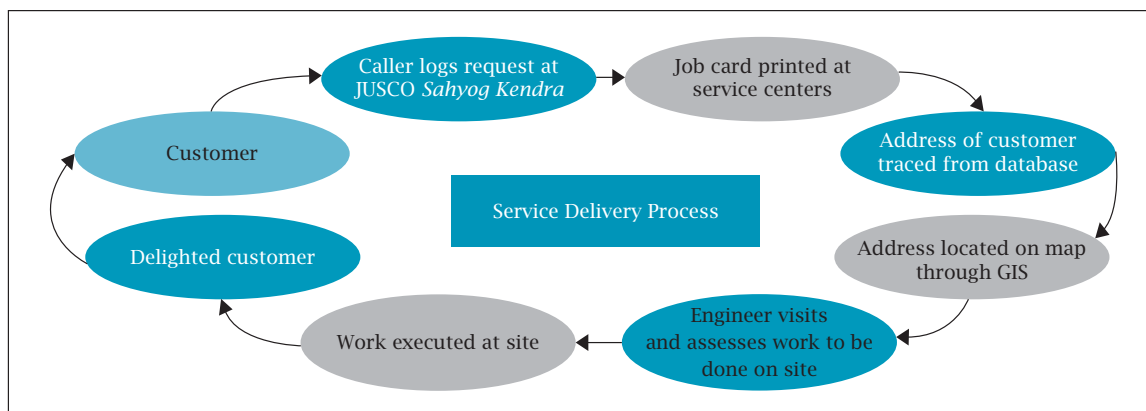 Caller logs request at
JUSCO Sahyog Kendra
Job card printed at
service centers
Customer
Address of customer
traced from database
Service Delivery Process
Delighted customer
Address located on map
through GIS
Work executed at site
Engineer visits
and assesses work to be
done on site